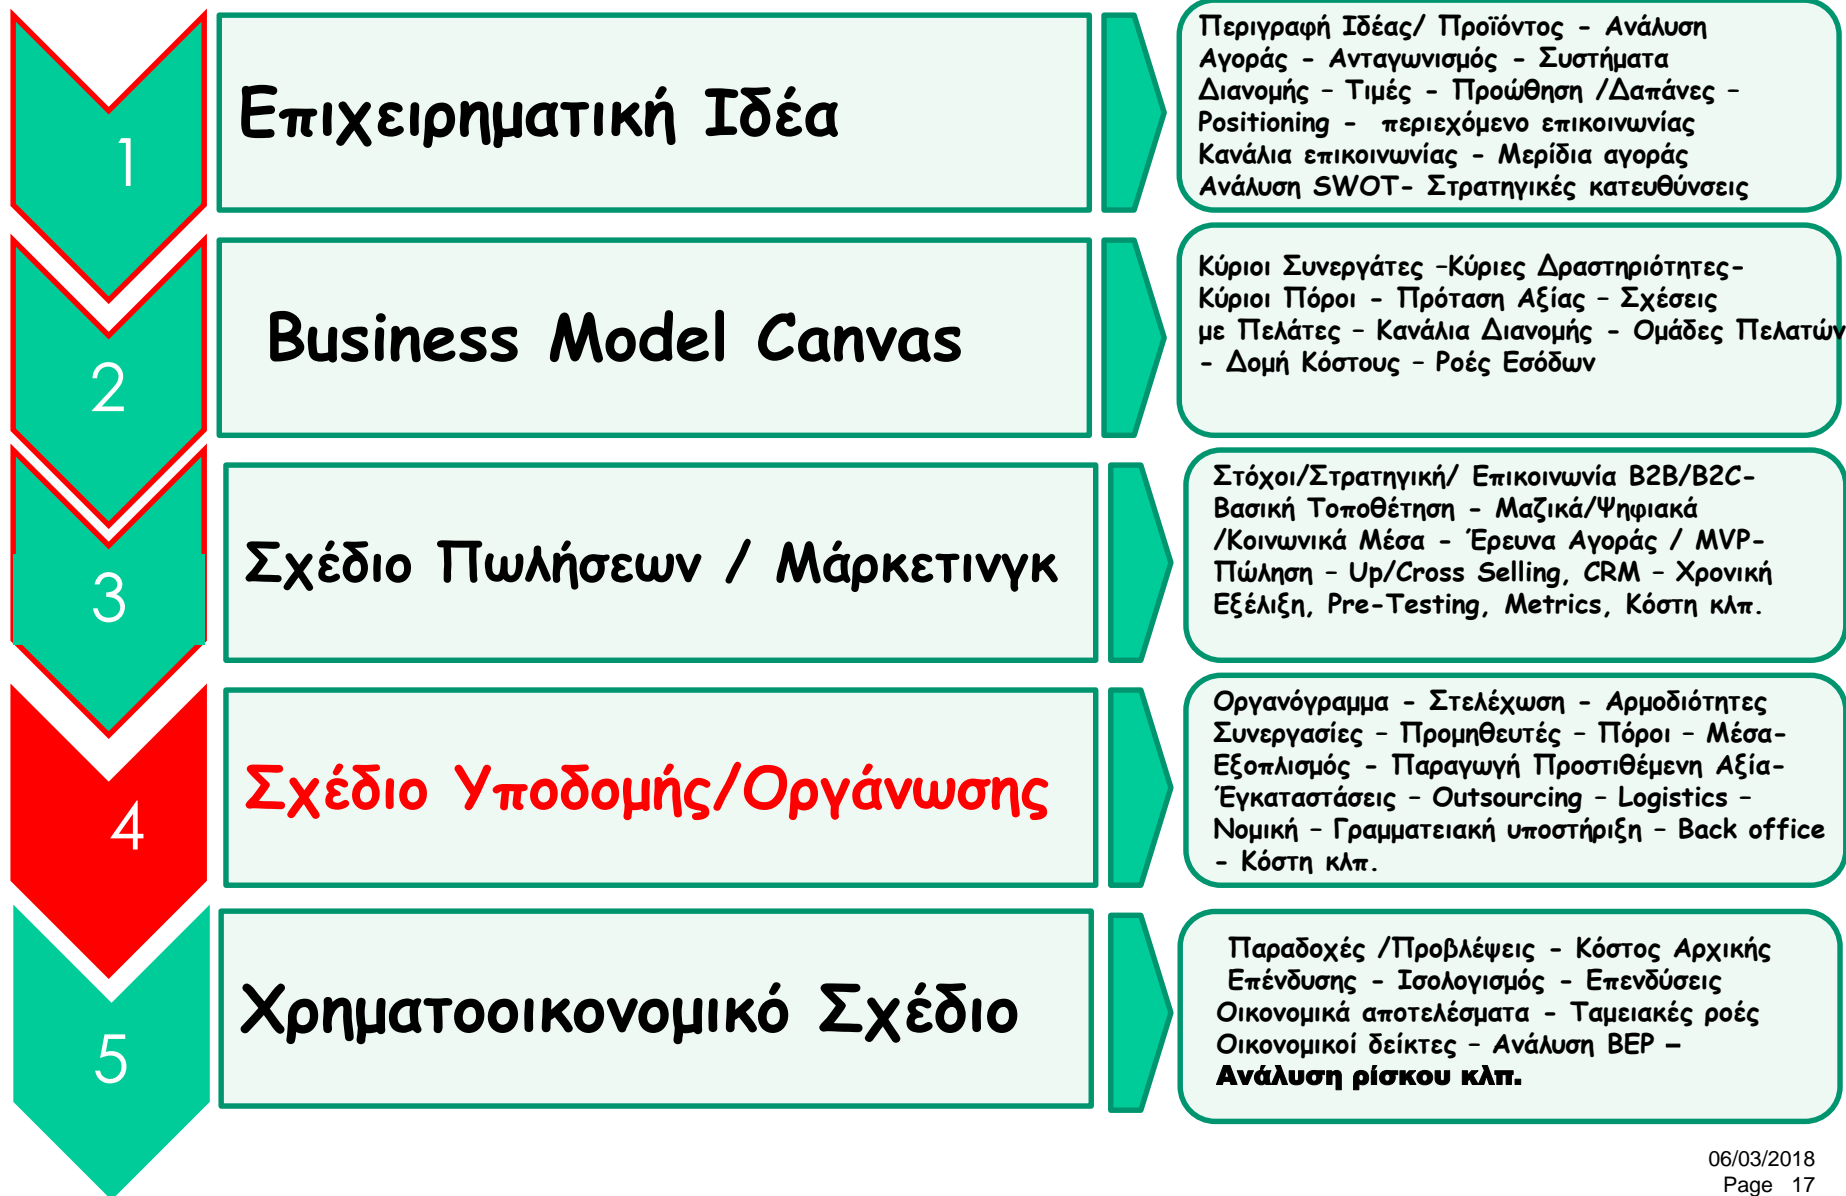 1
Επιχειρηματική Ιδέα
Περιγραφή Ιδέας/ Προϊόντος - Ανάλυση
Αγοράς - Ανταγωνισμός - Συστήματα
Διανομής – Τιμές - Προώθηση /Δαπάνες –
Positioning - περιεχόμενο επικοινωνίας
Κανάλια επικοινωνίας - Μερίδια αγοράς
Ανάλυση SWOT- Στρατηγικές κατευθύνσεις
2
Business Model Canvas
Κύριοι Συνεργάτες –Κύριες Δραστηριότητες-
Κύριοι Πόροι - Πρόταση Αξίας – Σχέσεις
με Πελάτες – Κανάλια Διανομής - Ομάδες Πελατών
- Δομή Κόστους – Ροές Εσόδων
3
Σχέδιο Πωλήσεων / Μάρκετινγκ
Στόχοι/Στρατηγική/ Επικοινωνία B2B/B2C-
Βασική Τοποθέτηση - Μαζικά/Ψηφιακά
/Κοινωνικά Μέσα - Έρευνα Αγοράς / MVP-
Πώληση – Up/Cross Selling, CRM – Χρονική
Εξέλιξη, Pre-Testing, Metrics, Κόστη κλπ.
4
Σχέδιο Υποδομής/Οργάνωσης
Οργανόγραμμα - Στελέχωση - Αρμοδιότητες
Συνεργασίες – Προμηθευτές – Πόροι – Μέσα-
Εξοπλισμός - Παραγωγή Προστιθέμενη Αξία-
Έγκαταστάσεις – Outsourcing – Logistics –
Νομική – Γραμματειακή υποστήριξη – Back office
- Κόστη κλπ.
5
Χρηματοοικονομικό Σχέδιο
Παραδοχές /Προβλέψεις - Κόστος Αρχικής
Επένδυσης - Ισολογισμός - Επενδύσεις
Οικονομικά αποτελέσματα - Ταμειακές ροές
Οικονομικοί δείκτες – Ανάλυση BEP –
Ανάλυση ρίσκου κλπ.
06/03/2018
Page 17